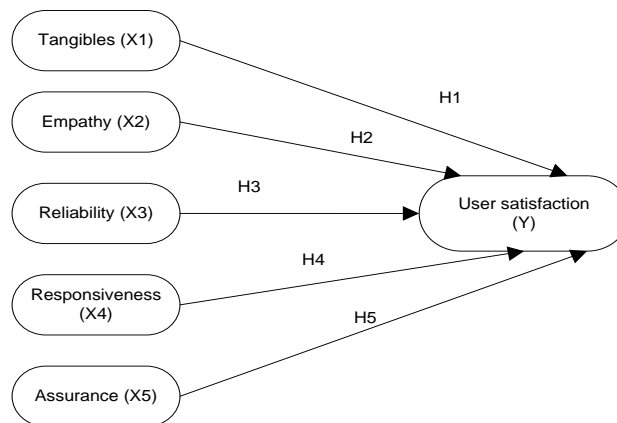 Tangibles (X1)
H1
Empathy (X2)
H2
H3
Reliability (X3)
User satisfaction
(Y)
H4
Responsiveness
(X4)
H5
Assurance (X5)